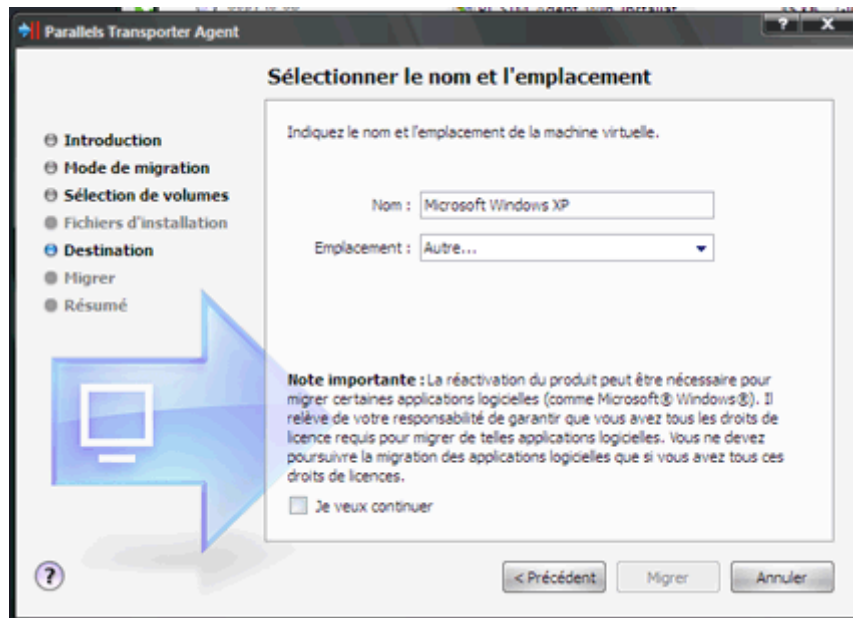 Parallels Transporter Agent
? X
Sélectionner le nom et l'emplacement
Introduction
Mode de migration
Sélection de volumes
Fichiers d'installation
Destination
Migrer
Résumé
Indiquez le nom et l'emplacement de la machine virtuelle.
Nom : Microsoft Windows XP
Emplacement : Autre...
Note importante : La réactivation du produit peut être nécessaire pour
migrer certaines applications logicielles (comme Microsoft® Windows®). Il
relève de votre responsabilité de garantir que vous avez tous les droits de
licence requis pour migrer de telles applications logicielles. Vous ne devez
poursuivre la migration des applications logicielles que si vous avez tous ces
droits de licences.
Je veux continuer
?
< Précédent Migrer Annuler